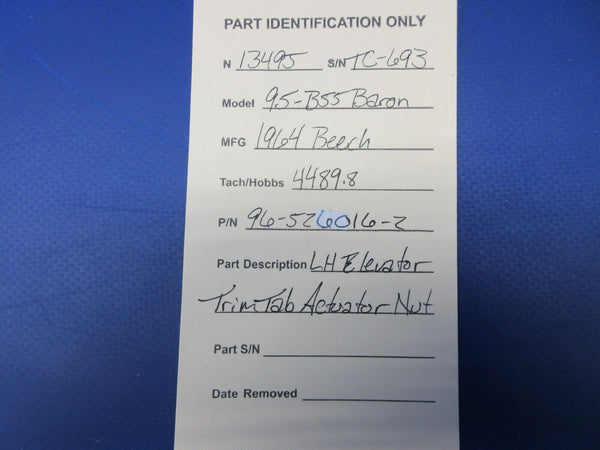 PART IDENTIFICATION ONLY
N 13495 S/N TC-693
Model 95-B55 Baron
MFG 1964 Beech
Tach/Hobbs 4489.8
P/N 96-526016-2
Part Description LH Elevator
Trim Tab Actuator Nut
Part S/N
Date Removed